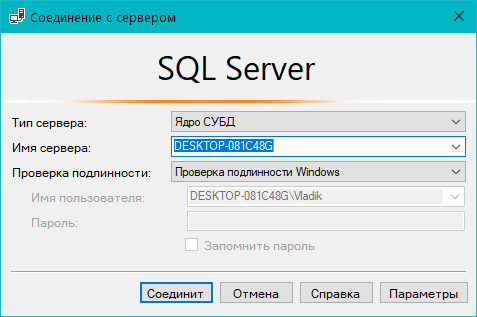 Соединение с сервером
SQL Server
Тип сервера: Ядро СУБД
Имя сервера: DESKTOP-081C48G
Проверка подлинности: Проверка подлинности Windows
Имя пользователя: DESKTOP-081C48G\Vladik
Пароль:
Запомнить пароль
Соединит Отмена Справка Параметры